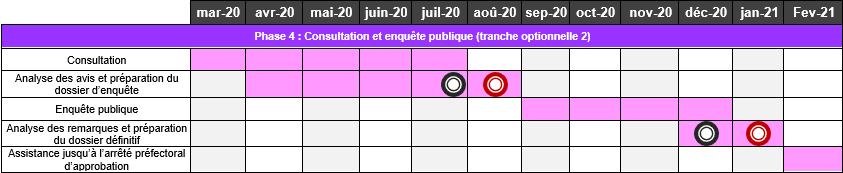 mar-20 avr-20 mai-20 juin-20 juil-20 aoû-20 sep-20 oct-20 nov-20 déc-20 jan-21 Fev-21
Phase 4 : Consultation et enquête publique (tranche optionnelle 2)
Consultation
Analyse des avis et préparation du
dossier d'enquête
Enquête publique
Analyse des remarques et préparation
du dossier définitif
Assistance jusqu'à l'arrêté préfectoral
d'approbation